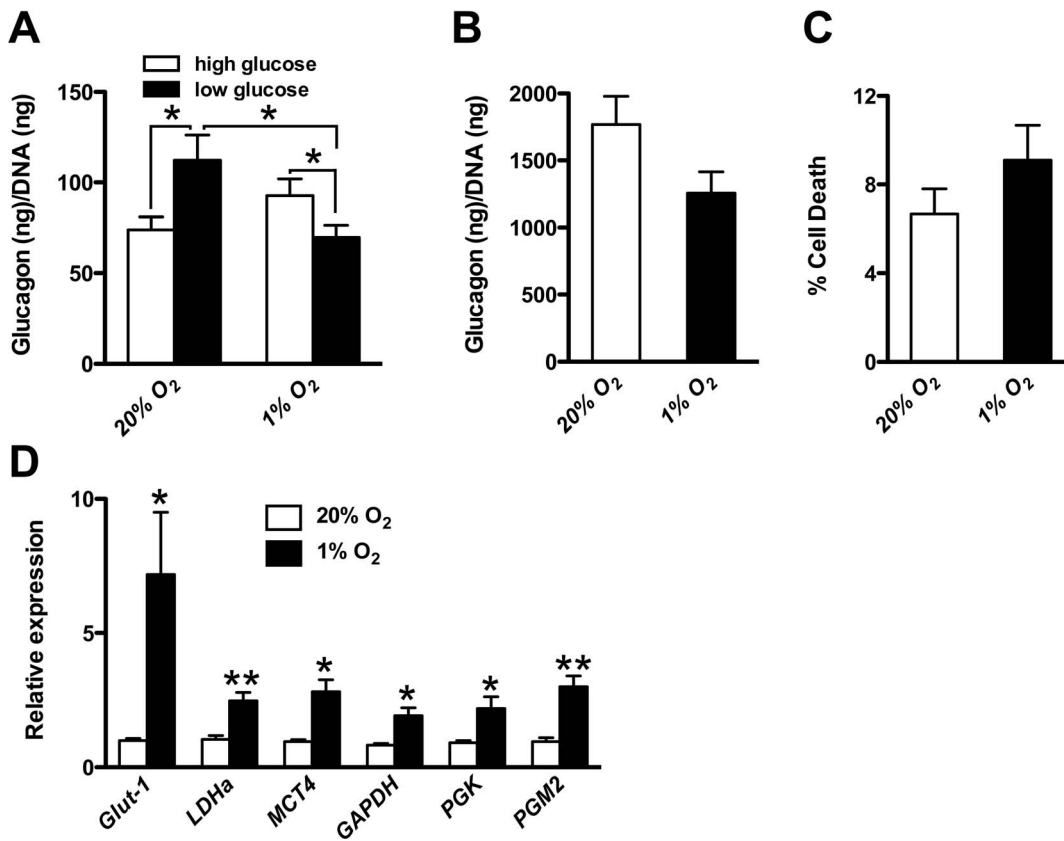 A
high glucose
low glucose
Glucagon (ng)/DNA (ng)
150
100
50
0
*
*
*
20% O2
1% O2
B
Glucagon (ng)/DNA (ng)
2000
1500
1000
500
0
20% O2
1% O2
C
% Cell Death
12
8
4
0
20% O2
1% O2
D
Relative expression
10
5
0
20% O2
1% O2
*
**
*
*
*
**
Glut-1
LDHa
MCT4
GAPDH
PGK
PGM2